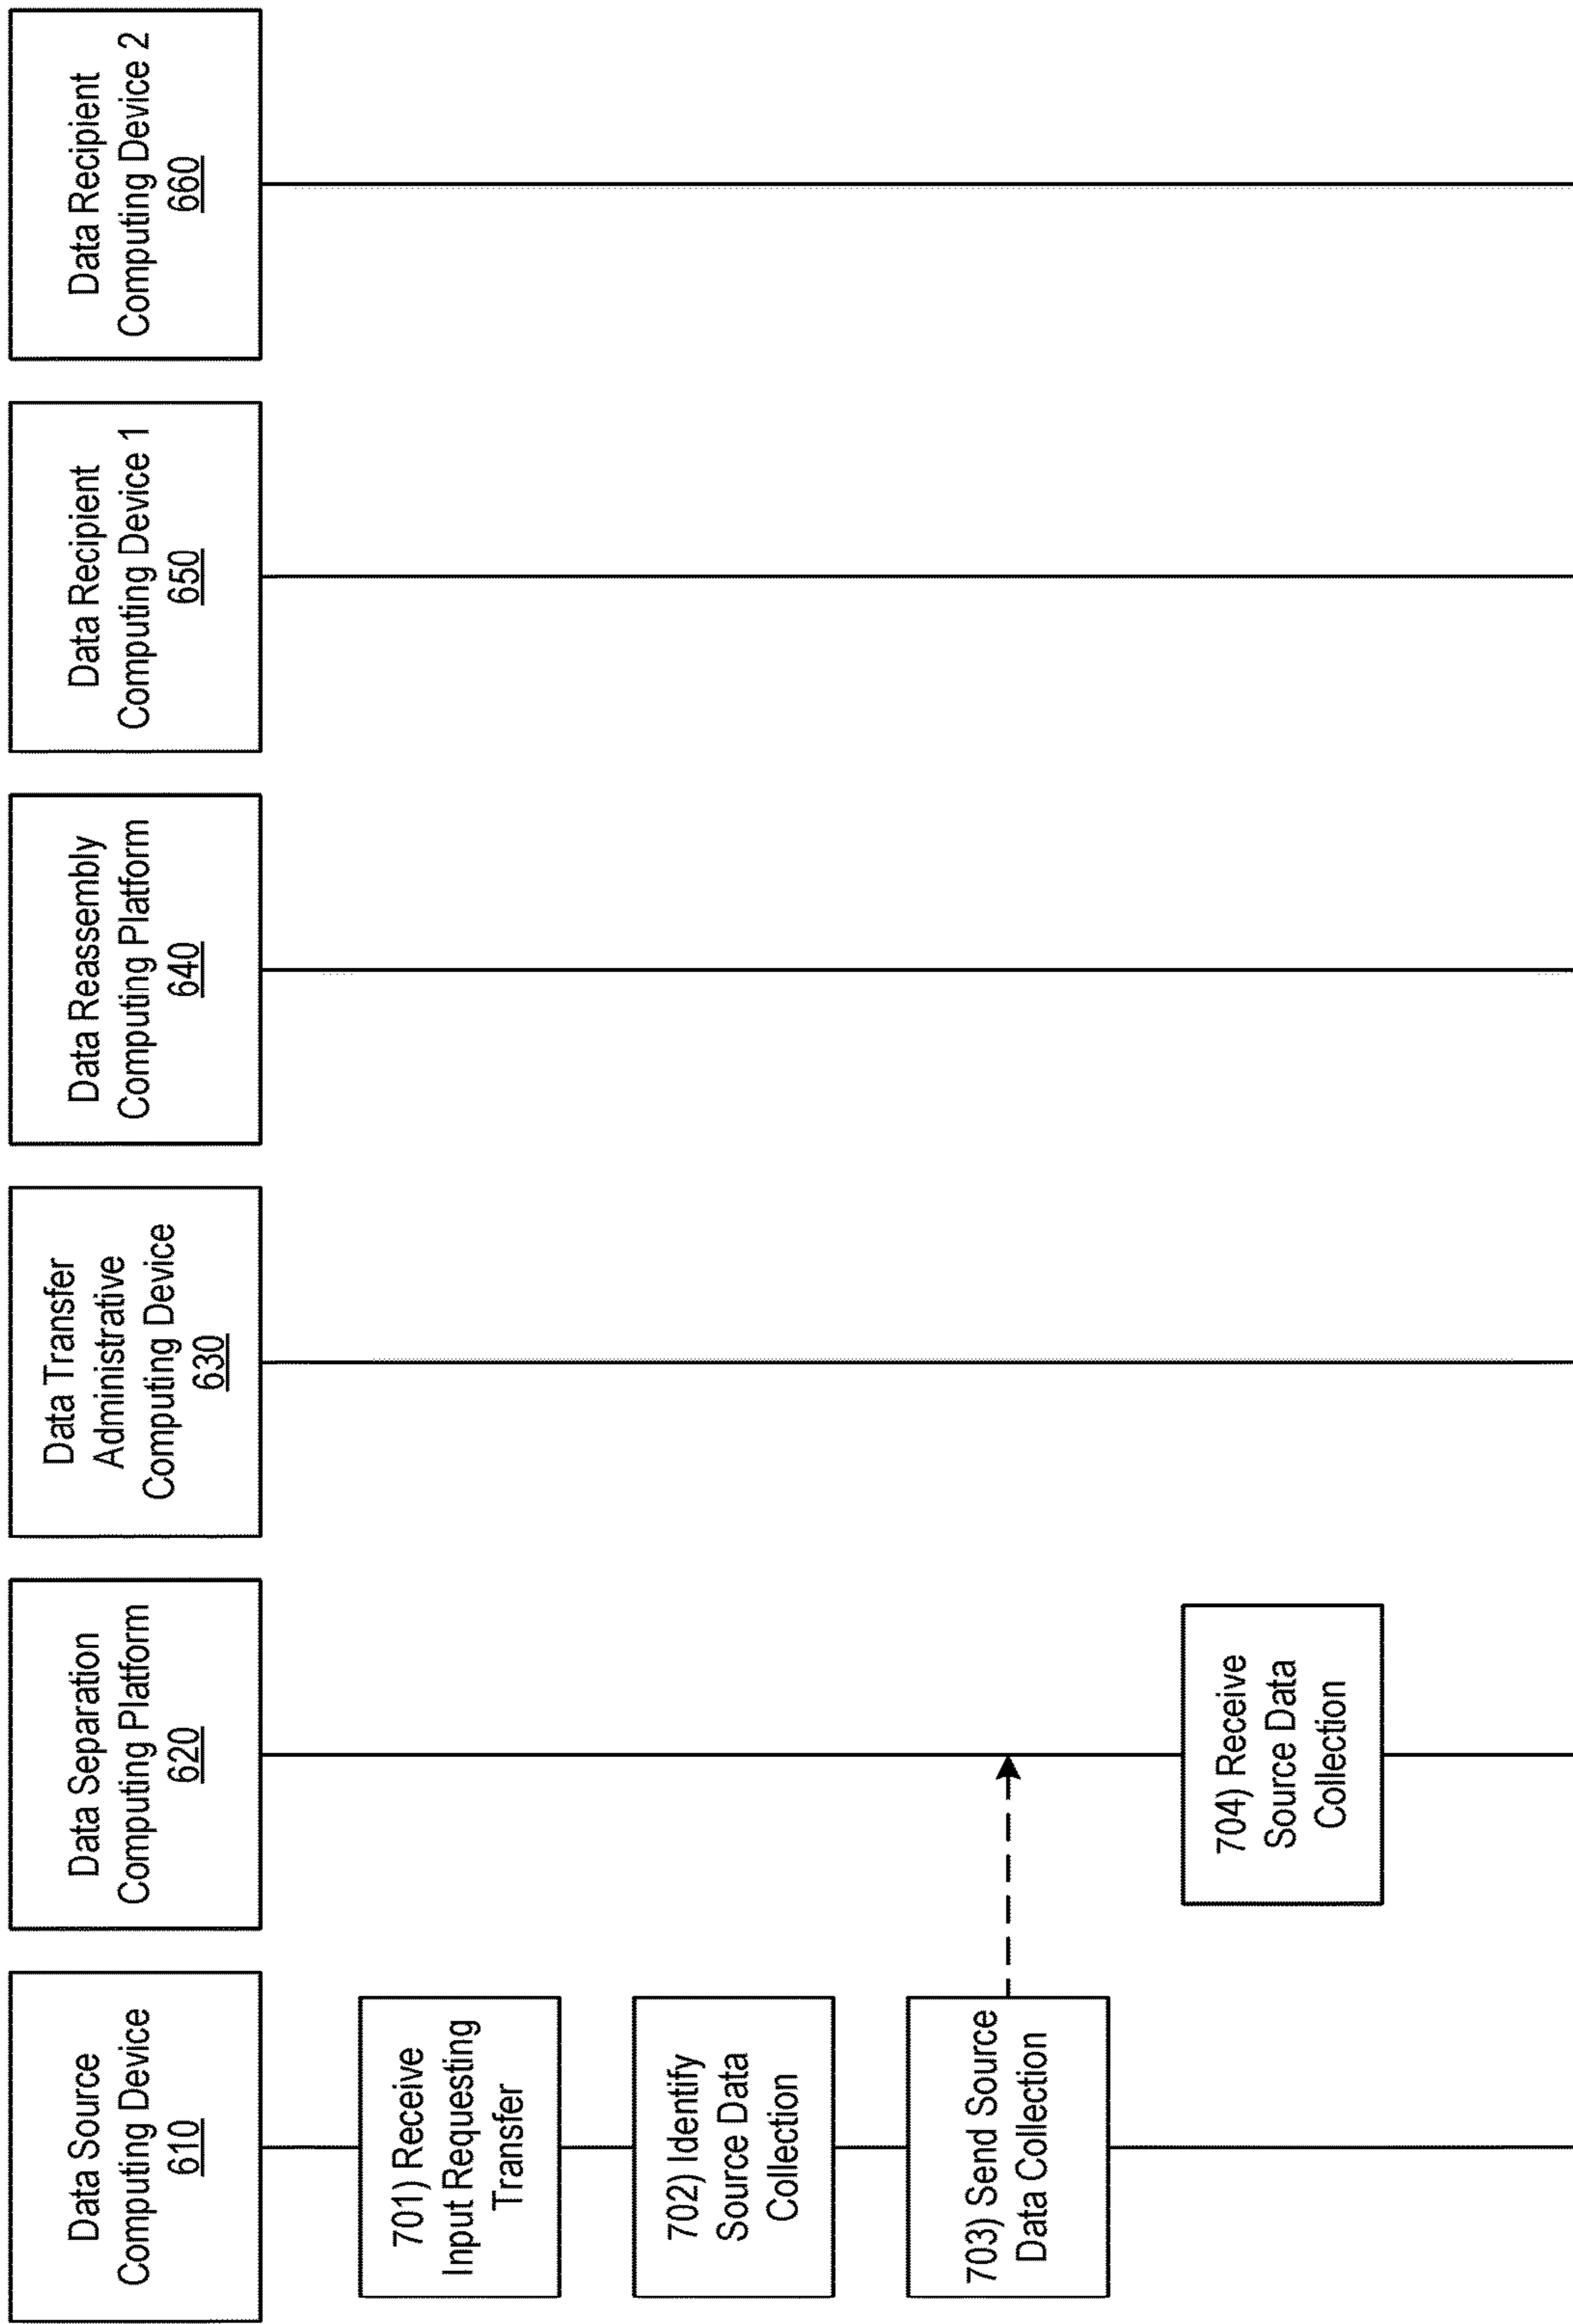 Data Source
Computing Device
610
Data Separation
Computing Platform
620
Data Transfer
Administrative
Computing Device
630
Data Reassembly
Computing Platform
640
Data Recipient
Computing Device 1
650
Data Recipient
Computing Device 2
660
701) Receive
Input Requesting
Transfer
702) Identify
Source Data
Collection
703) Send Source
Data Collection
704) Receive
Source Data
Collection